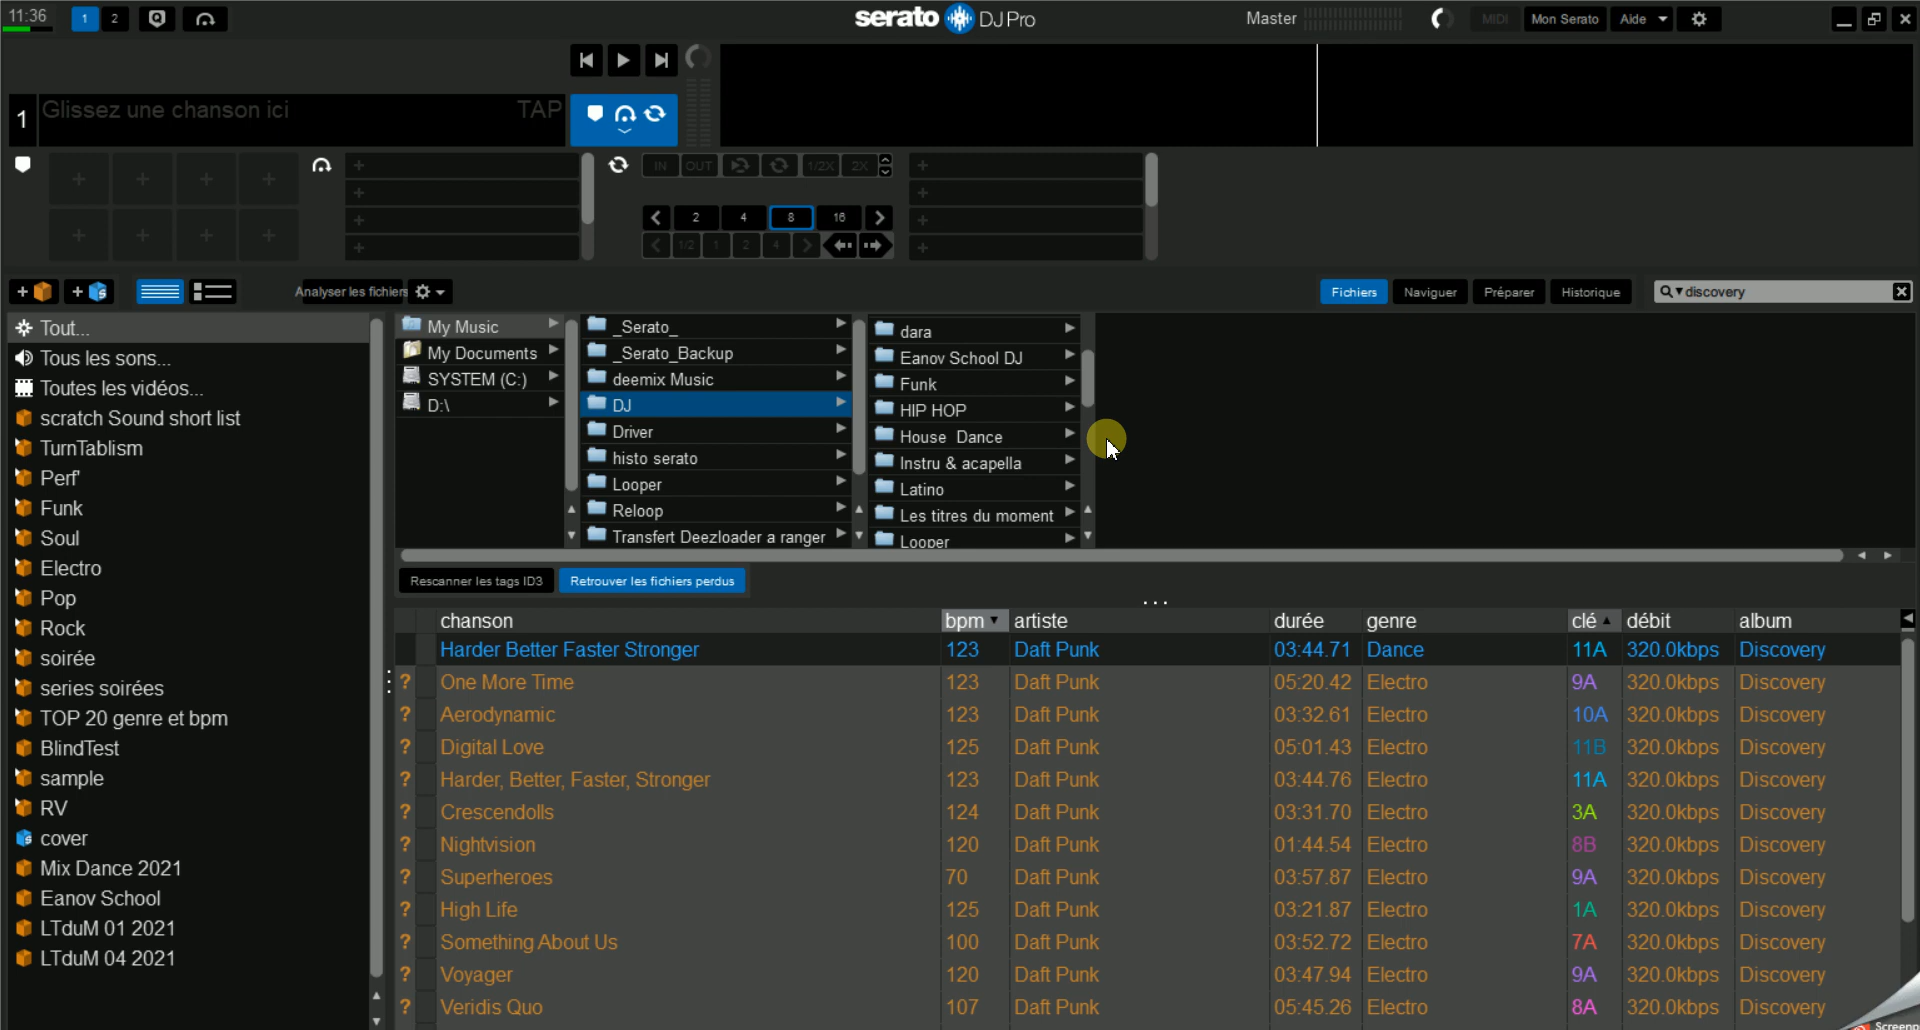 11:36 1 2 serato DJ Pro Master MIDI Mon Serato Aide
1 Glissez une chanson ici TAP
IN OUT 1/2X 2X
2 4 8 16
1/2 1 2 4
Analyser les fichiers Fichiers Naviguer Préparer Historique discovery
Tout...
Tous les sons...
Toutes les vidéos...
scratch Sound short list
TurnTablism
Perf'
Funk
Soul
Electro
Pop
Rock
soirée
series soirées
TOP 20 genre et bpm
BlindTest
sample
RV
cover
Mix Dance 2021
Eanov School
LTduM 01 2021
LTduM 04 2021
My Music
My Documents
SYSTEM (C:)
D:\
_Serato_
_Serato_Backup
deemix Music
DJ
Driver
histo serato
Looper
Reloop
Transfert Deezloader a ranger
dara
Eanov School DJ
Funk
HIP HOP
House Dance
Instru & acapella
Latino
Les titres du moment
Looper
Rescanner les tags ID3 Retrouver les fichiers perdus
chanson bpm artiste durée genre clé débit album
Harder Better Faster Stronger 123 Daft Punk 03:44.71 Dance 11A 320.0kbps Discovery
? One More Time 123 Daft Punk 05:20.42 Electro 9A 320.0kbps Discovery
? Aerodynamic 123 Daft Punk 03:32.61 Electro 10A 320.0kbps Discovery
? Digital Love 125 Daft Punk 05:01.43 Electro 11B 320.0kbps Discovery
? Harder, Better, Faster, Stronger 123 Daft Punk 03:44.76 Electro 11A 320.0kbps Discovery
? Crescendolls 124 Daft Punk 03:31.70 Electro 3A 320.0kbps Discovery
? Nightvision 120 Daft Punk 01:44.54 Electro 8B 320.0kbps Discovery
? Superheroes 70 Daft Punk 03:57.87 Electro 9A 320.0kbps Discovery
? High Life 125 Daft Punk 03:21.87 Electro 1A 320.0kbps Discovery
? Something About Us 100 Daft Punk 03:52.72 Electro 7A 320.0kbps Discovery
? Voyager 120 Daft Punk 03:47.94 Electro 9A 320.0kbps Discovery
? Veridis Quo 107 Daft Punk 05:45.26 Electro 8A 320.0kbps Discovery